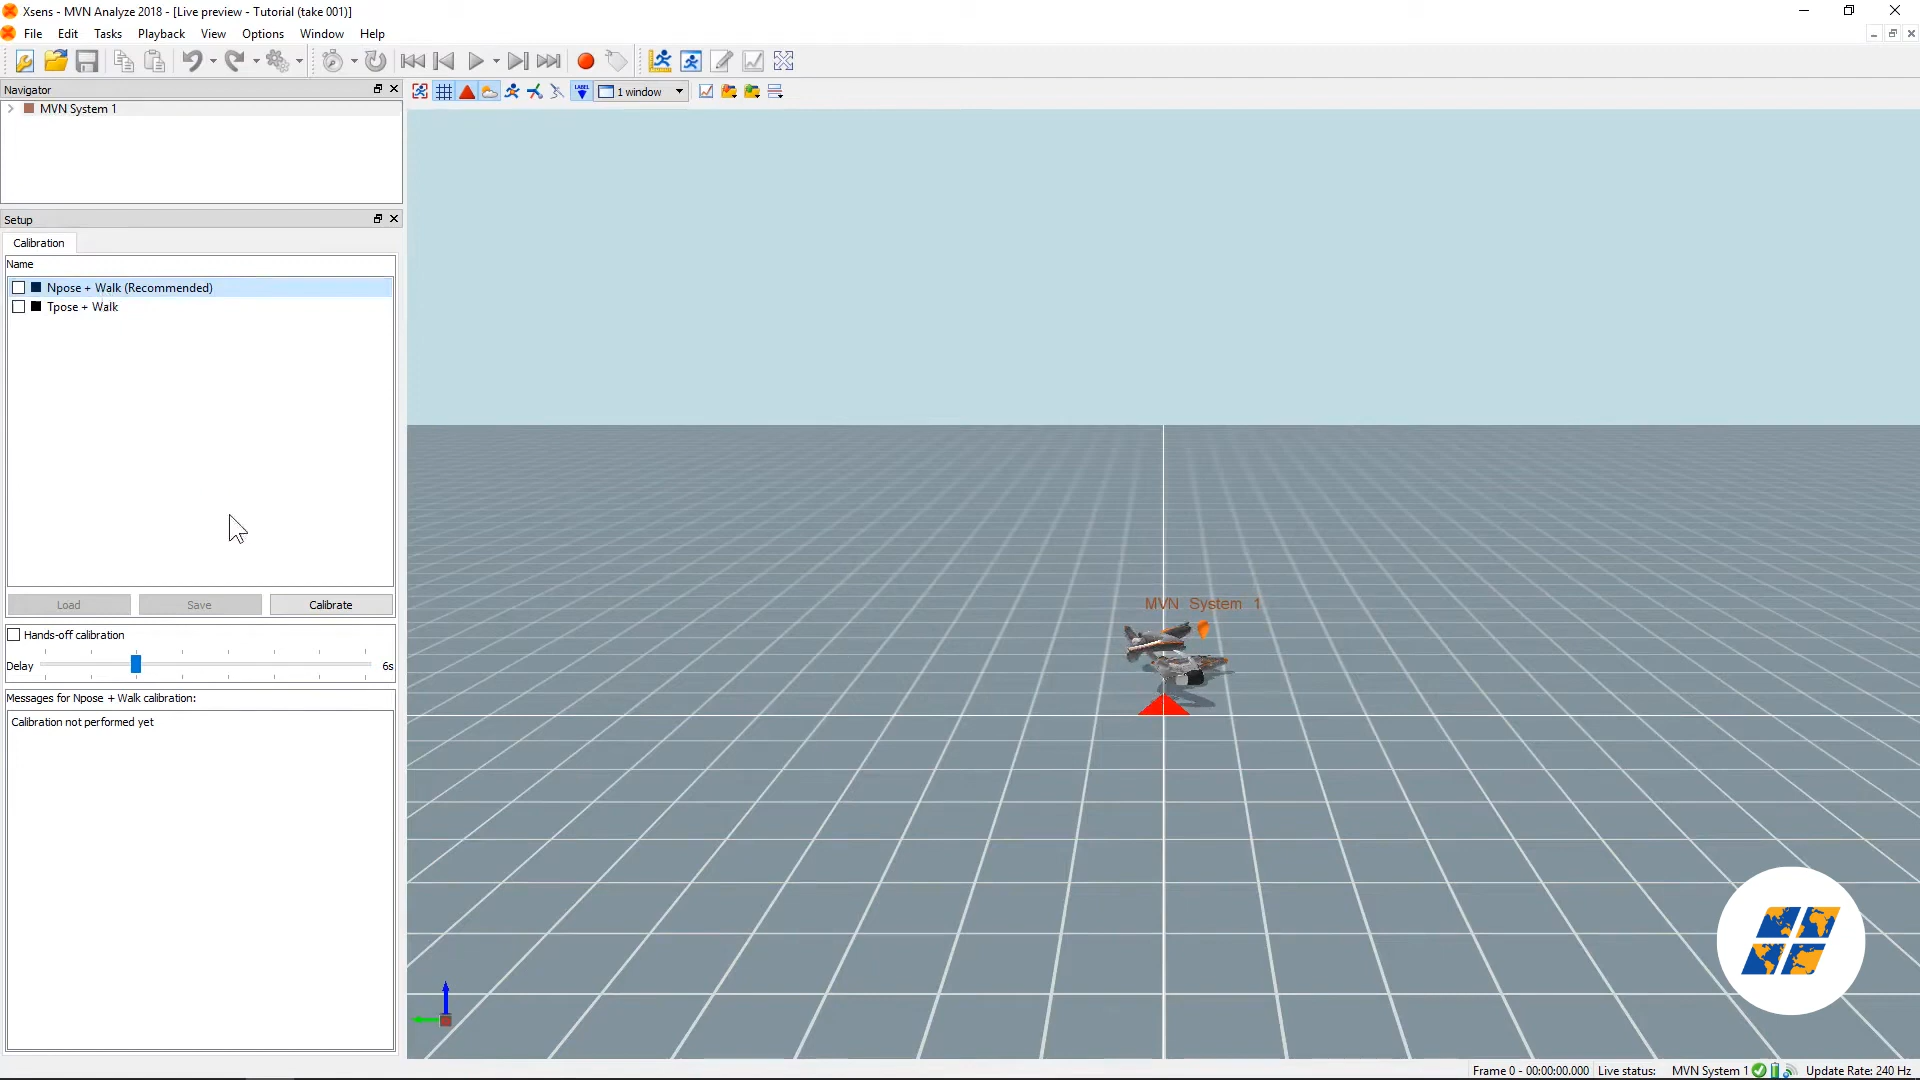 Xsens - MVN Analyze 2018 - [Live preview - Tutorial (take 001)]
File Edit Tasks Playback View Options Window Help
Navigator
LABEL
1 window
MVN System 1
Setup
Calibration
Name
Npose + Walk (Recommended)
Tpose + Walk
Load Save Calibrate
MVN System 1
Hands-off calibration
Delay 6s
Messages for Npose + Walk calibration:
Calibration not performed yet
Frame 0 - 00:00:00.000 Live status: MVN System 1 Update Rate: 240 Hz